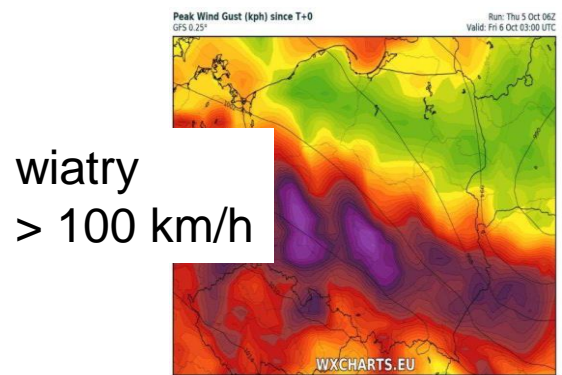 Peak Wind Gust (kph) since T+0
Run: Thu 5 Oct 06Z
GFS 0.25°
Valid: Fri 6 Oct 03:00 UTC
wiatry
> 100 km/h
WXCHARTS.EU